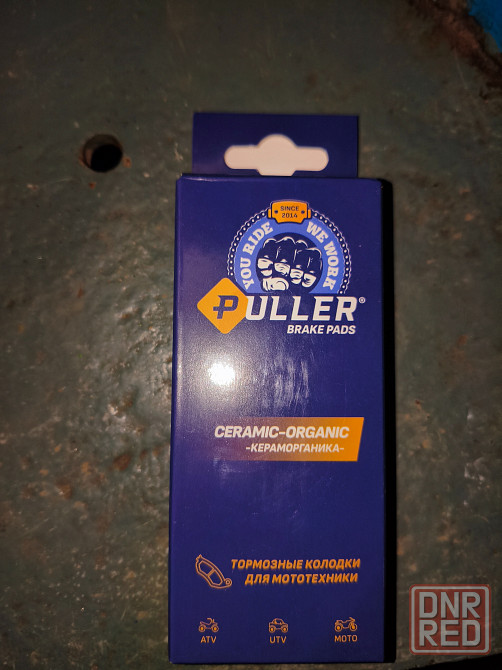 SINCE
2014
YOU RIDE WE WORK
PULLER®
BRAKE PADS
CERAMIC-ORGANIC
-КЕРАМОРГАНИКА-
ТОРМОЗНЫЕ КОЛОДКИ
ДЛЯ МОТОТЕХНИКИ
ATV UTV MOTO
DNR
RED